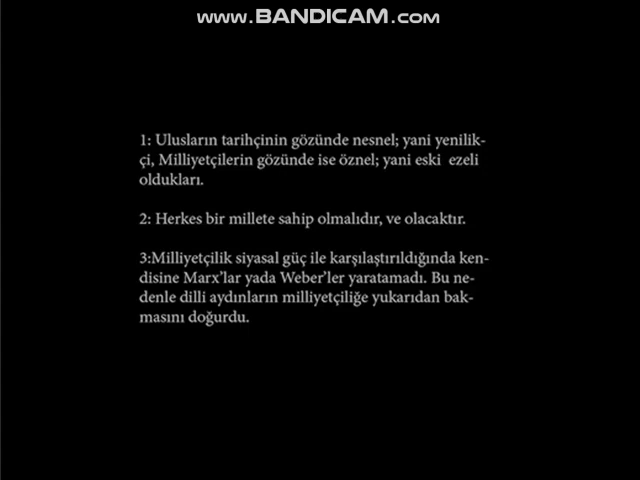 www.BANDICAM.com
1: Ulusların tarihçinin gözünde nesnel; yani yenilik-
çi, Milliyetçilerin gözünde ise öznel; yani eski ezeli
oldukları.
2: Herkes bir millete sahip olmalıdır, ve olacaktır.
3:Milliyetçilik siyasal güç ile karşılaştırıldığında ken-
disine Marx'lar yada Weber'ler yaratamadı. Bu ne-
denle dilli aydınların milliyetçiliğe yukarıdan bak-
masını doğurdu.